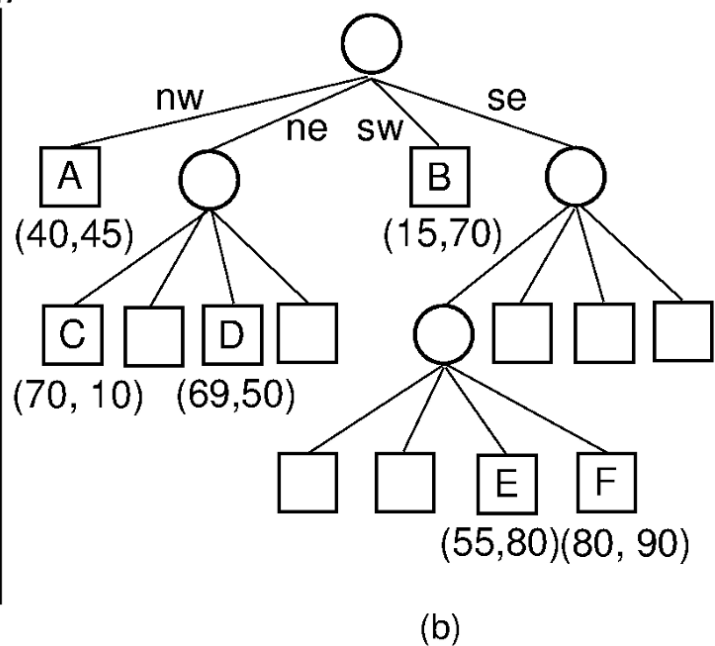 nw
se
ne sw
A
B
(40,45)
(15,70)
C
D
(70, 10) (69,50)
E
F
(55,80)(80, 90)
(b)